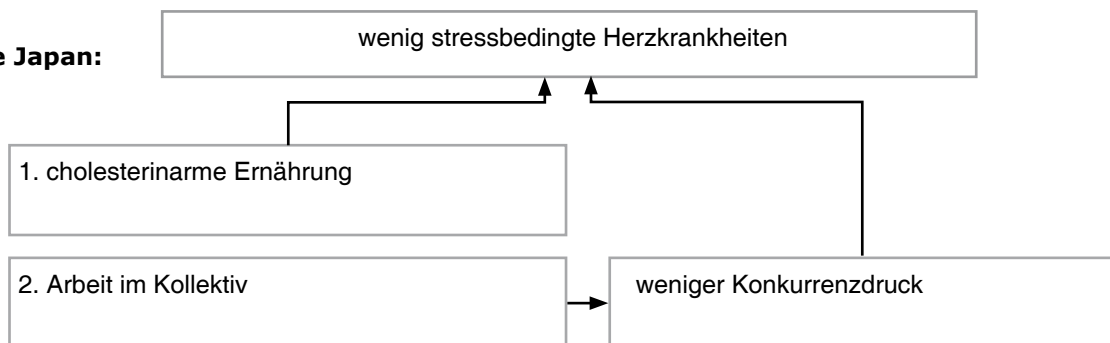 wenig stressbedingte Herzkrankheiten
e Japan:
1. cholesterinarme Ernährung
2. Arbeit im Kollektiv
weniger Konkurrenzdruck